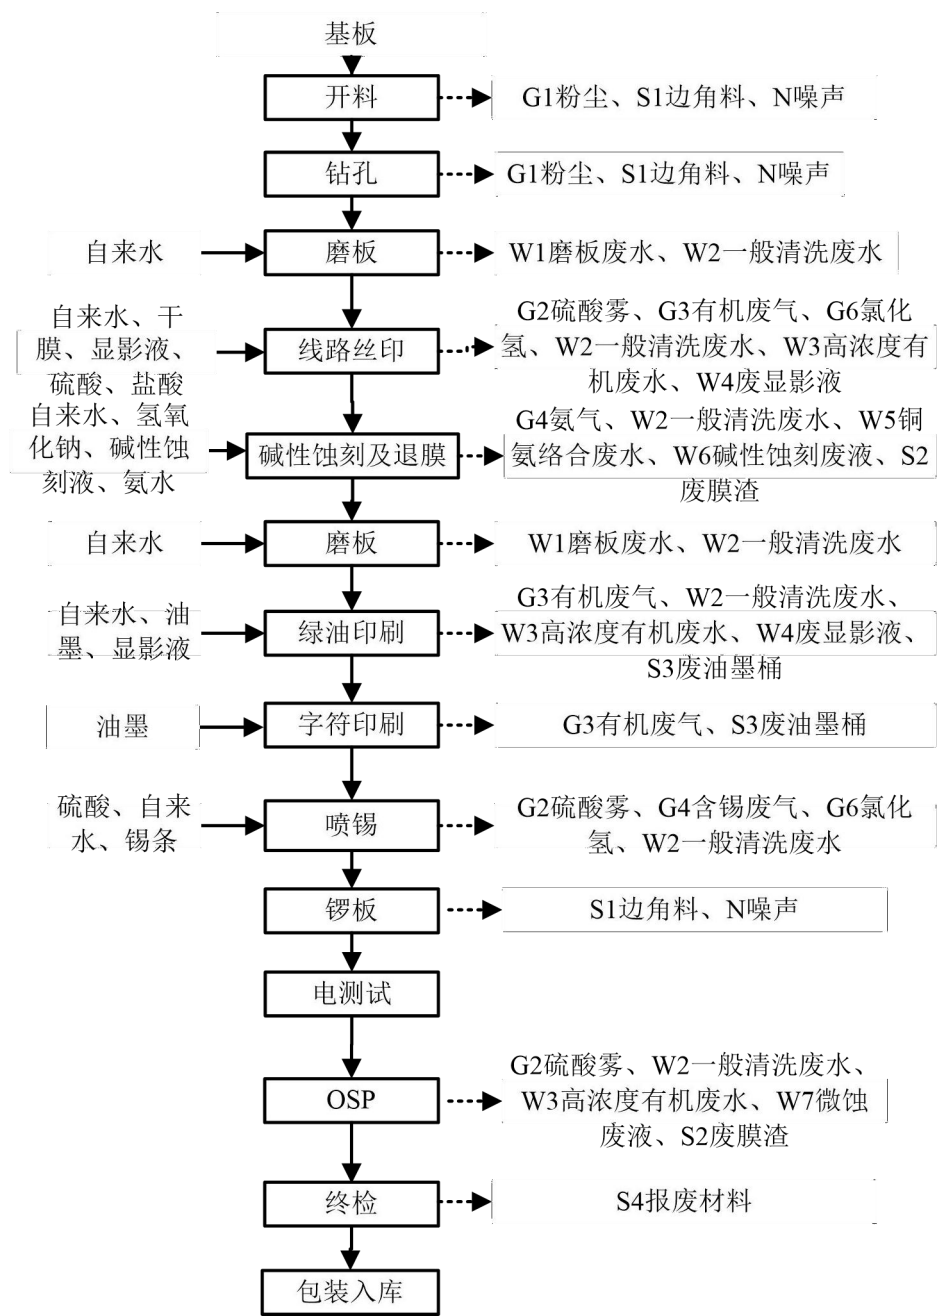 基板
开料
G1粉尘、S1边角料、N噪声
钻孔
G1粉尘、S1边角料、N噪声
自来水
磨板
W1磨板废水、W2一般清洗废水
自来水、干
膜、显影液、
硫酸、盐酸
线路丝印
G2硫酸雾、G3有机废气、G6氯化
氢、W2一般清洗废水、W3高浓度有
机废水、W4废显影液
自来水、氢氧
化钠、碱性蚀
刻液、氨水
碱性蚀刻及退膜
G4氨气、W2一般清洗废水、W5铜
氨络合废水、W6碱性蚀刻废液、S2
废膜渣
自来水
磨板
W1磨板废水、W2一般清洗废水
自来水、油
墨、显影液
绿油印刷
G3有机废气、W2一般清洗废水、
W3高浓度有机废水、W4废显影液、
S3废油墨桶
油墨
字符印刷
G3有机废气、S3废油墨桶
硫酸、自来
水、锡条
喷锡
G2硫酸雾、G4含锡废气、G6氯化
氢、W2一般清洗废水
锣板
S1边角料、N噪声
电测试
OSP
G2硫酸雾、W2一般清洗废水、
W3高浓度有机废水、W7微蚀
废液、S2废膜渣
终检
S4报废材料
包装入库